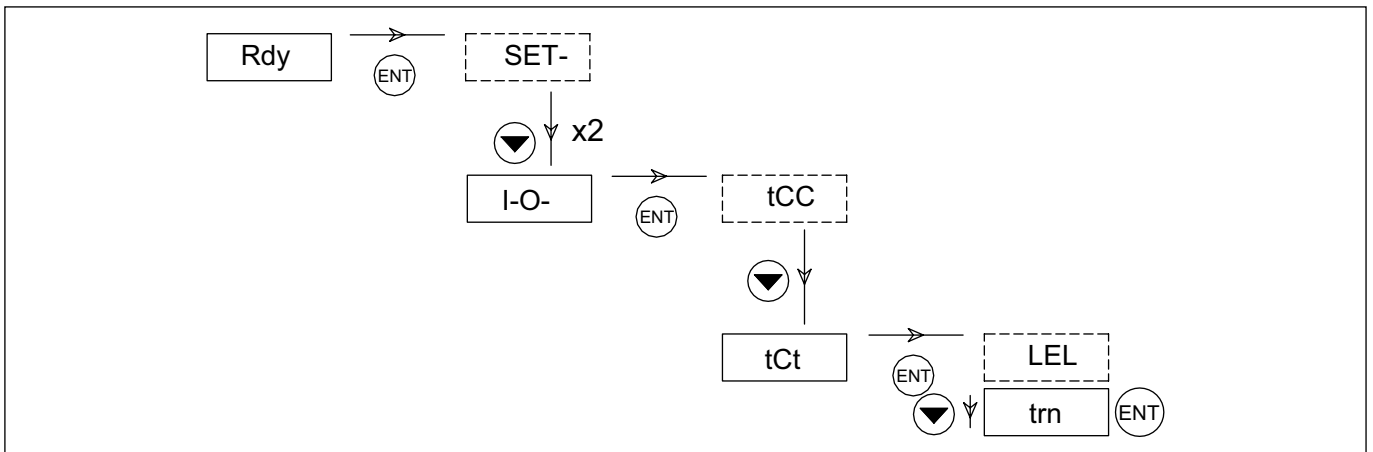 Rdy
ENT
SET-
x2
I-O-
ENT
tCC
tCt
ENT
LEL
trn
ENT